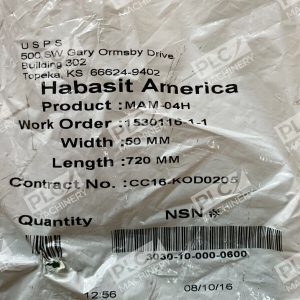 USPS
500 SW Gary Ormsby Drive
Building 302
Topeka, KS 66624-9402
Habasit America
Product : MAM-04H
Work Order : 1530116-1-1
Width : 50 MM
Length : 720 MM
Contract No. : CC16-KOD0205
Quantity NSN
3030-10-000-0600
12:56 08/10/16